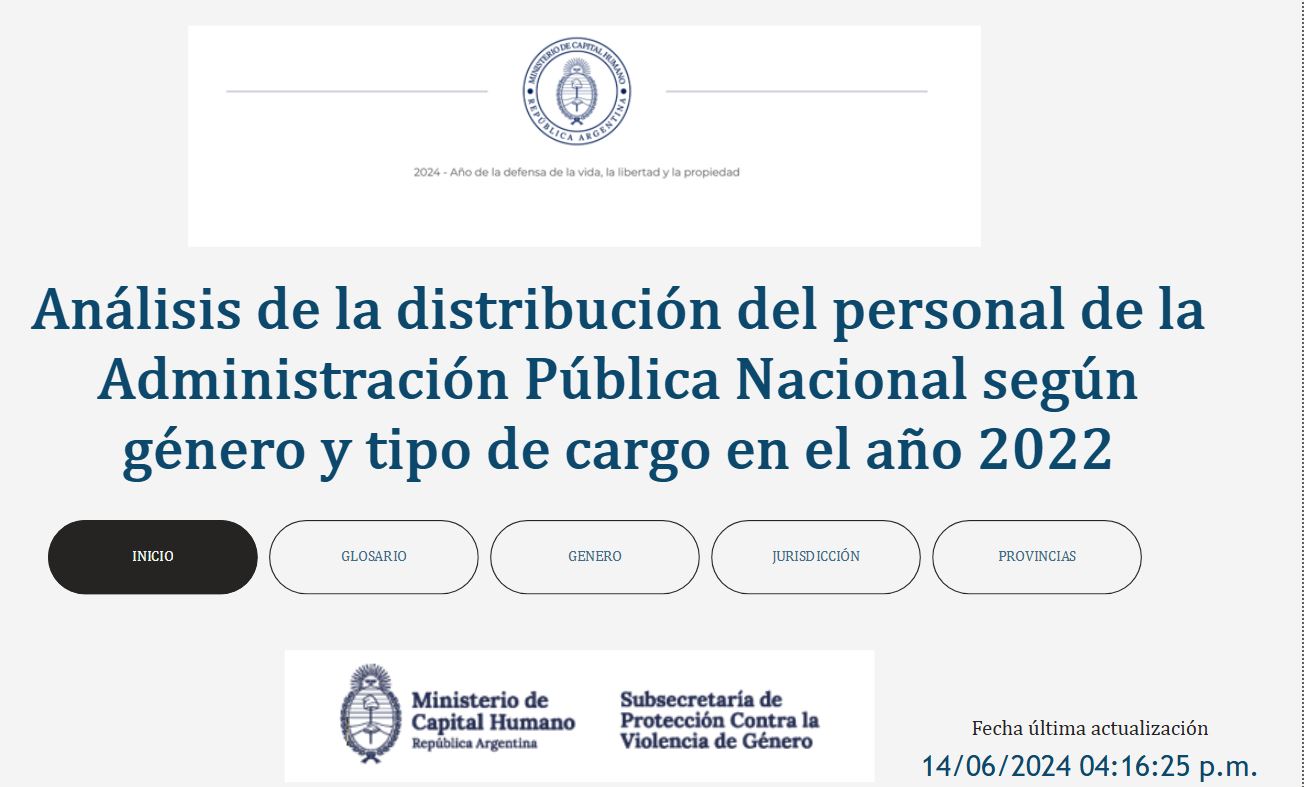 MINISTERIO DE CAPITAL HUMANO
REPÚBLICA ARGENTINA
2024 - Año de la defensa de la vida, la libertad y la propiedad
Análisis de la distribución del personal de la
Administración Pública Nacional según
género y tipo de cargo en el año 2022
INICIO
GLOSARIO
GENERO
JURISDICCIÓN
PROVINCIAS
Ministerio de
Capital Humano
República Argentina
Subsecretaría de
Protección Contra la
Violencia de Género
Fecha última actualización
14/06/2024 04:16:25 p.m.